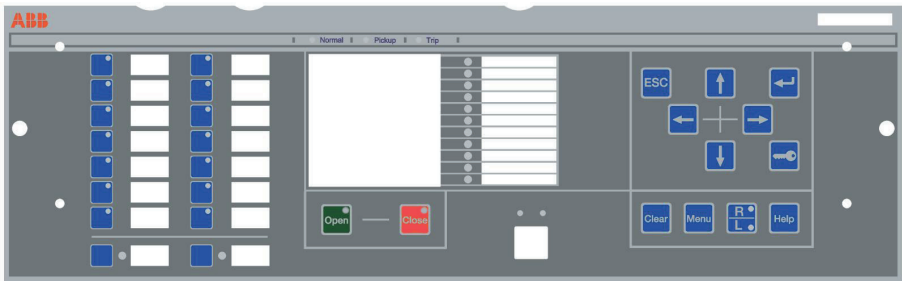 ABB
Normal Pickup Trip
ESC
Open Close
Clear Menu R L Help